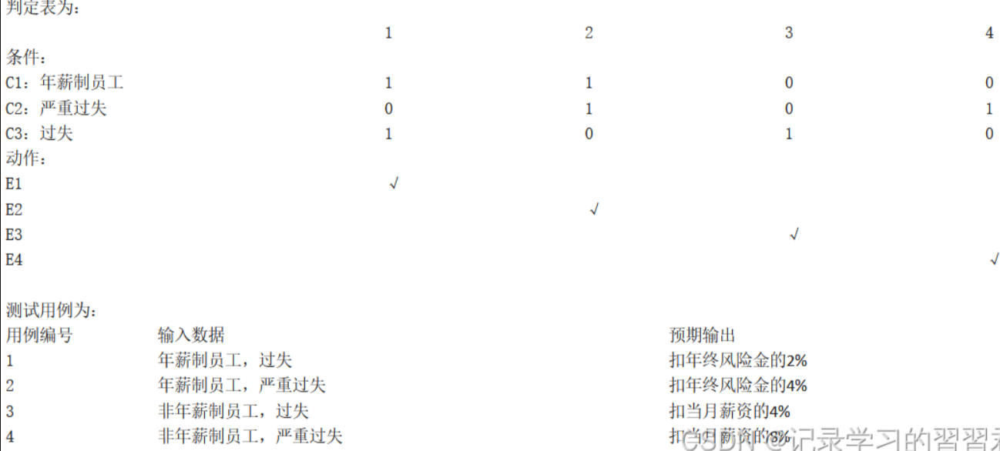 判定表为:
1 2 3 4
条件:
C1: 年薪制员工 1 1 0 0
C2: 严重过失 0 1 0 1
C3: 过失 1 0 1 0
动作:
E1 √
E2 √
E3 √
E4 √
测试用例为:
用例编号 输入数据 预期输出
1 年薪制员工, 过失 扣年终风险金的2%
2 年薪制员工, 严重过失 扣年终风险金的4%
3 非年薪制员工, 过失 扣当月薪资的4%
4 非年薪制员工, 严重过失 扣当月薪资的8%
CSDN @记录学习的習習